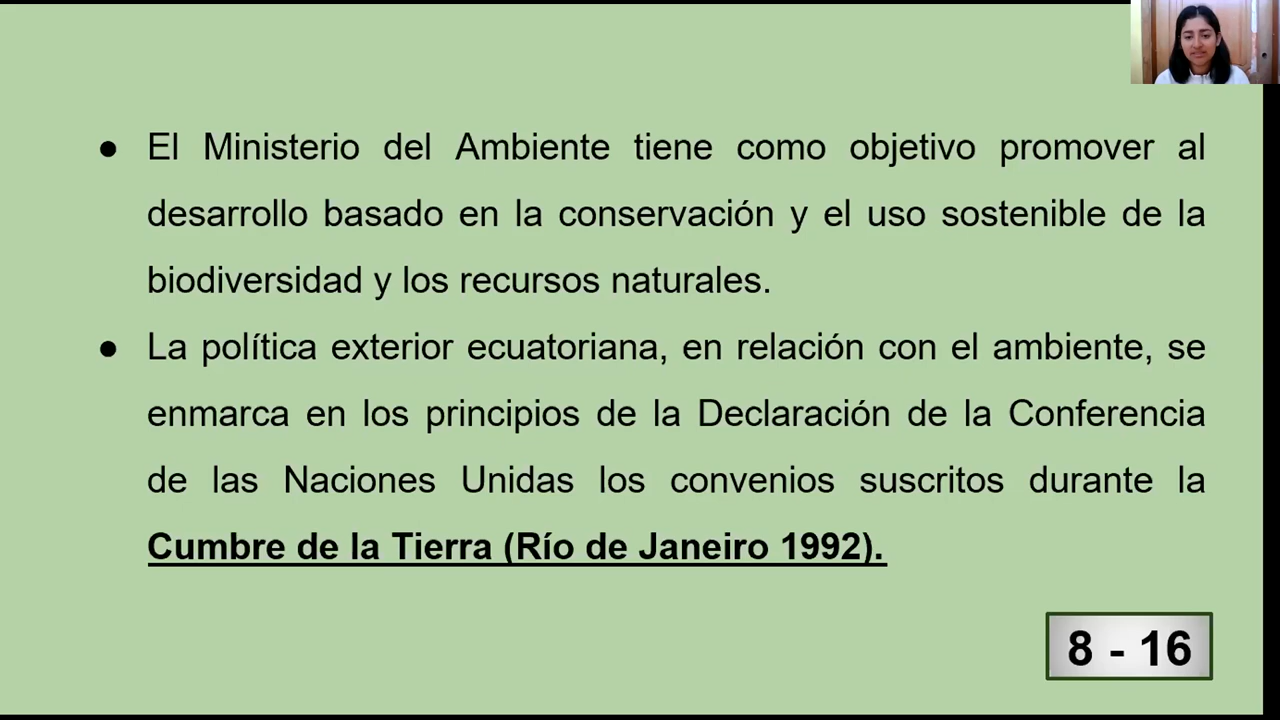 ● El Ministerio del Ambiente tiene como objetivo promover al
desarrollo basado en la conservación y el uso sostenible de la
biodiversidad y los recursos naturales.
● La política exterior ecuatoriana, en relación con el ambiente, se
enmarca en los principios de la Declaración de la Conferencia
de las Naciones Unidas los convenios suscritos durante la
Cumbre de la Tierra (Río de Janeiro 1992).
8 - 16